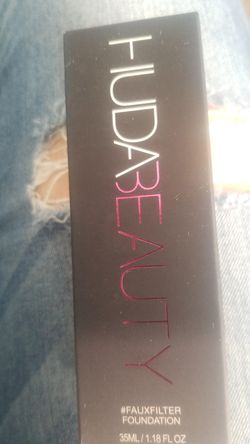 HUDABEAUTY
#FAUXFILTER
FOUNDATION
35ML / 1.18 FL OZ